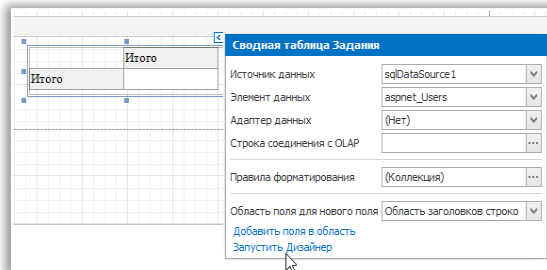 Итого
Итого
Сводная таблица Задания
Источник данных sqlDataSource1
Элемент данных aspnet_Users
Адаптер данных (Нет)
Строка соединения с OLAP
Правила форматирования (Коллекция)
Область поля для нового поля Область заголовков строко
Добавить поля в область
Запустить Дизайнер